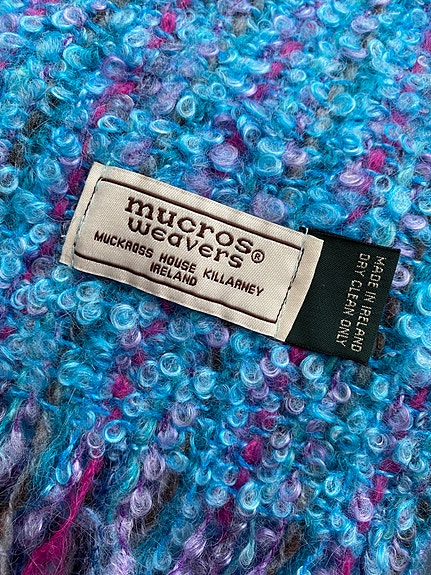 mucros
weavers®
MUCKROSS HOUSE KILLARNEY
IRELAND
MADE IN IRELAND
DRY CLEAN ONLY